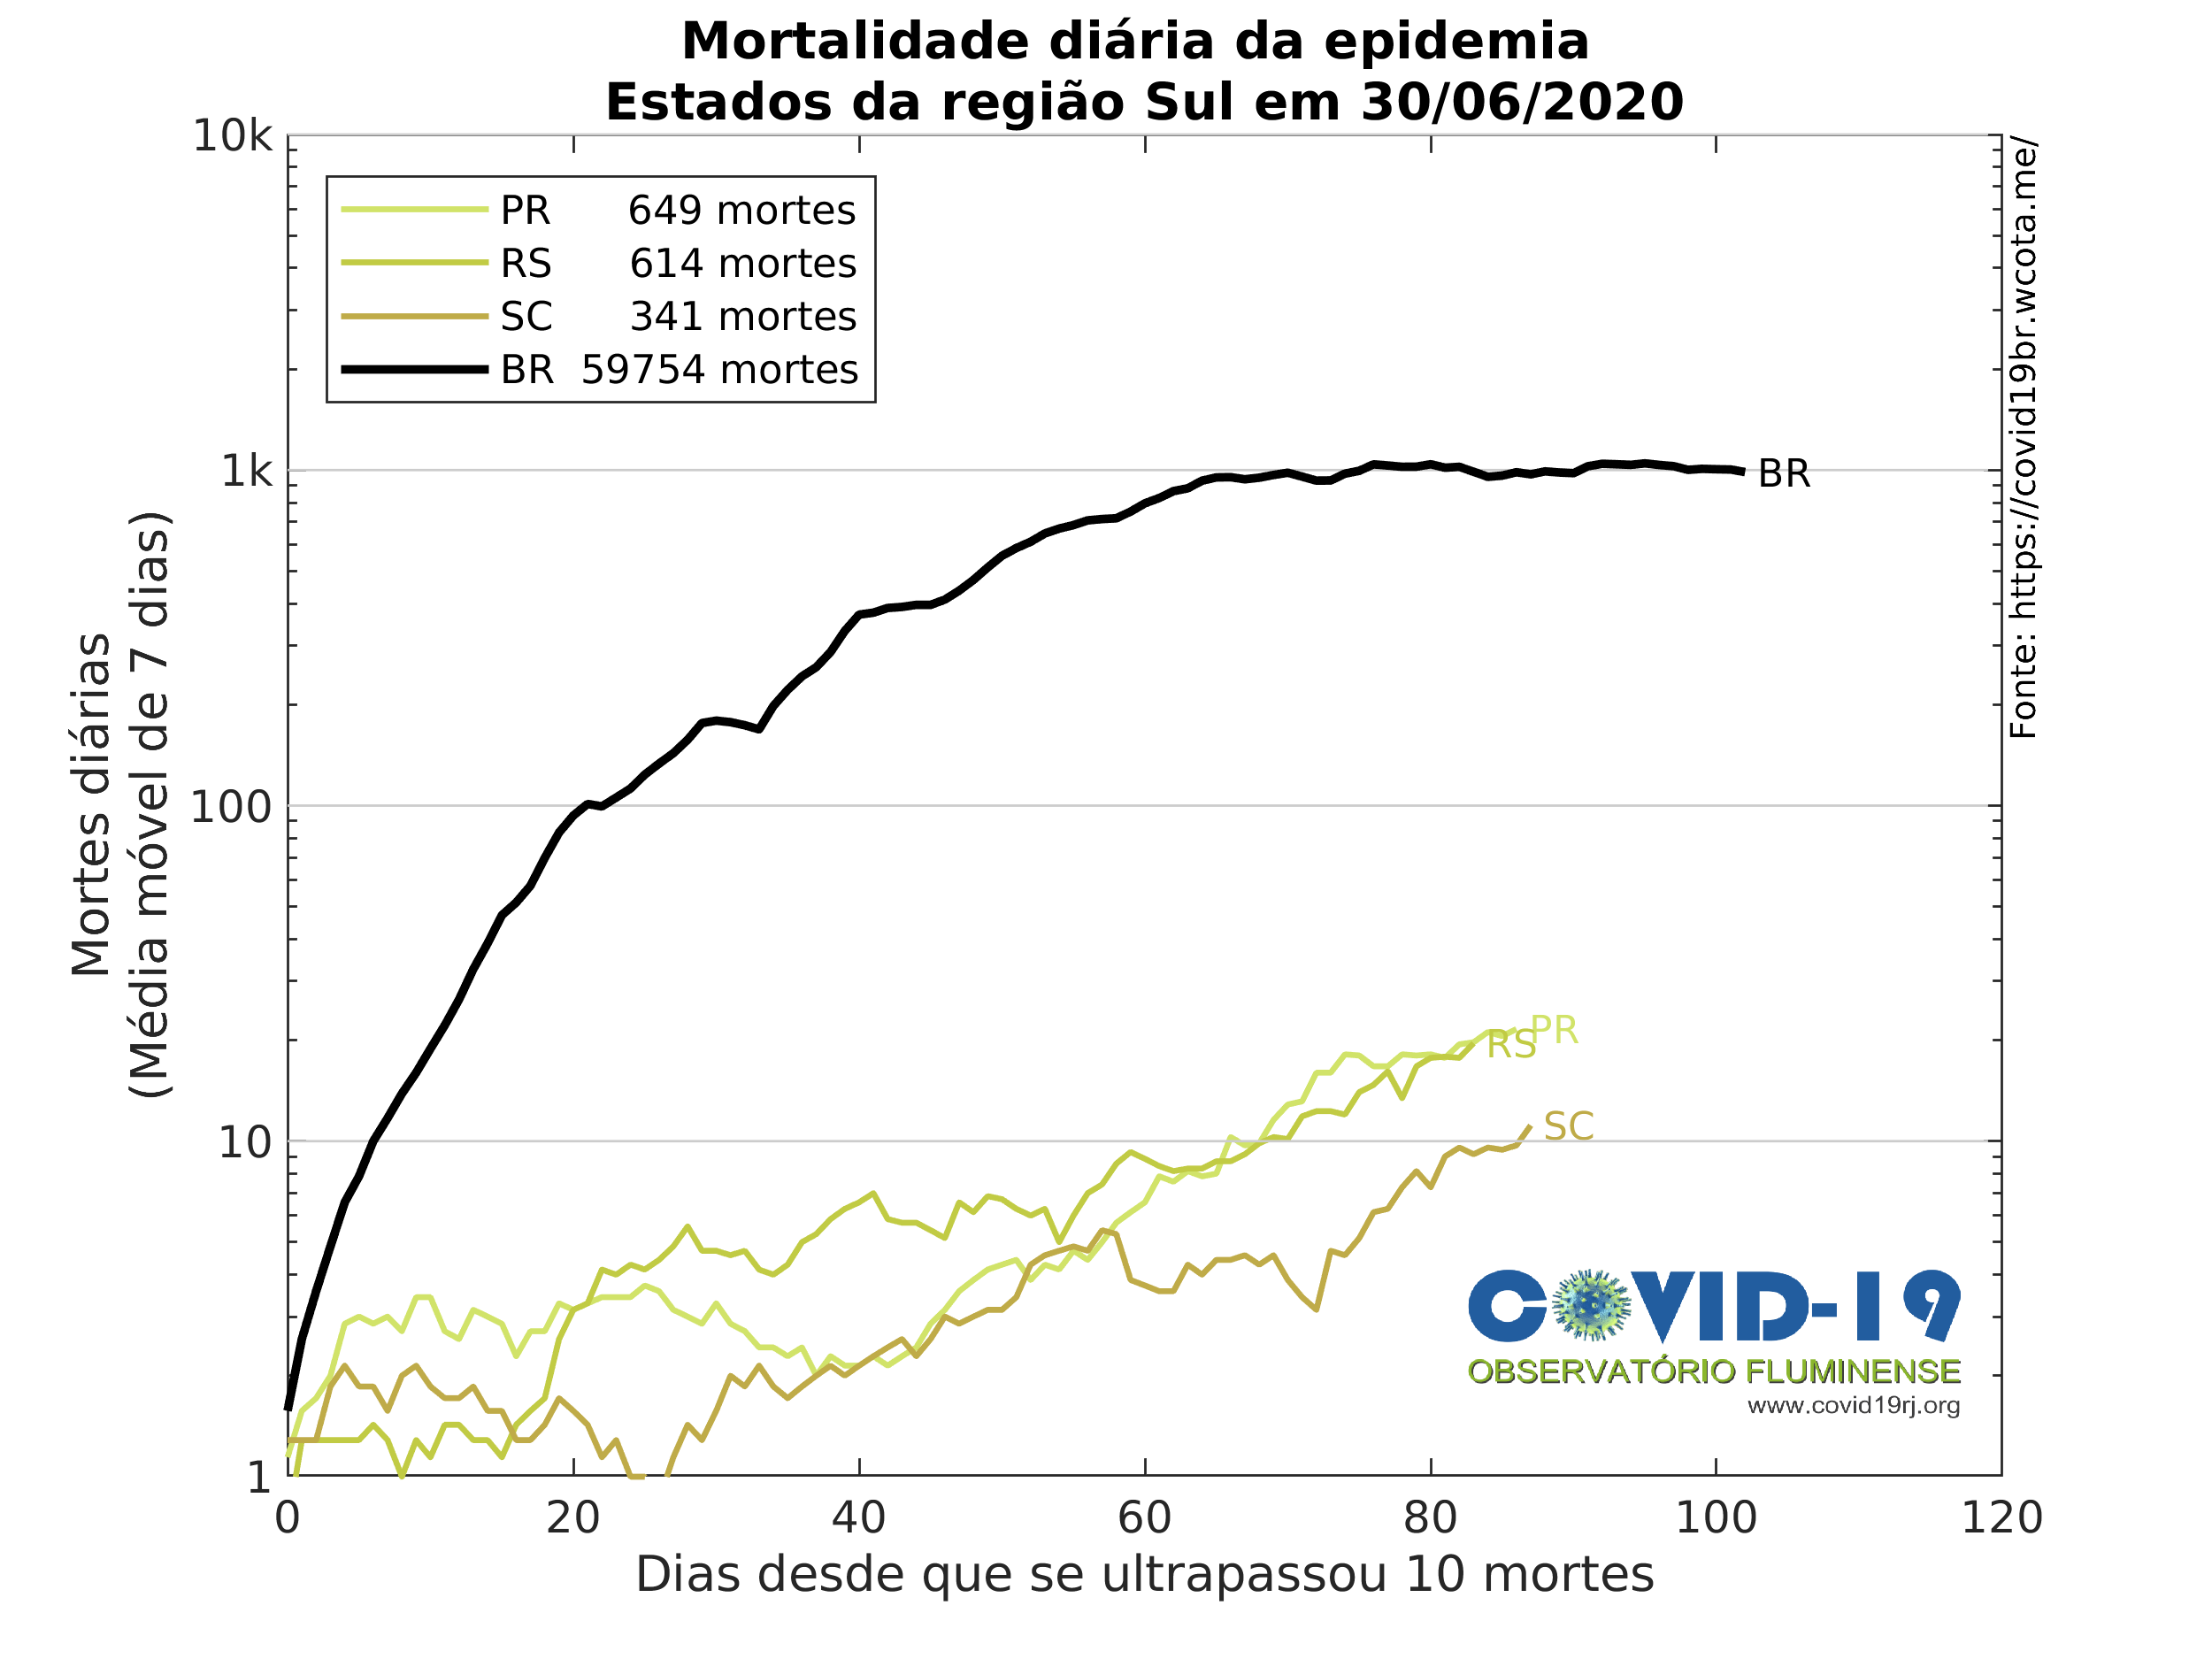 Mortalidade diária da epidemia
Estados da região Sul em 30/06/2020
10k
1k
100
10
1
Mortes diárias
(Média móvel de 7 dias)
PR 649 mortes
RS 614 mortes
SC 341 mortes
BR 59754 mortes
BR
PR
RS
SC
Fonte: https://covid19br.wcota.me/
COVID-19
OBSERVATÓRIO FLUMINENSE
www.covid19rj.org
0 20 40 60 80 100 120
Dias desde que se ultrapassou 10 mortes